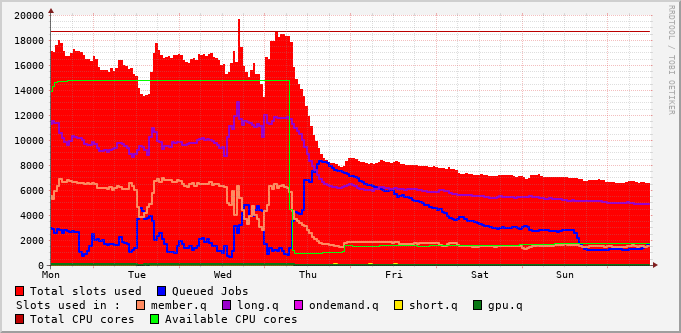 20000
18000
16000
14000
12000
10000
8000
6000
4000
2000
0
Mon Tue Wed Thu Fri Sat Sun
RRDTOOL / TOBI OETIKER
Total slots used Queued Jobs
Slots used in : member.q long.q ondemand.q short.q gpu.q
Total CPU cores Available CPU cores